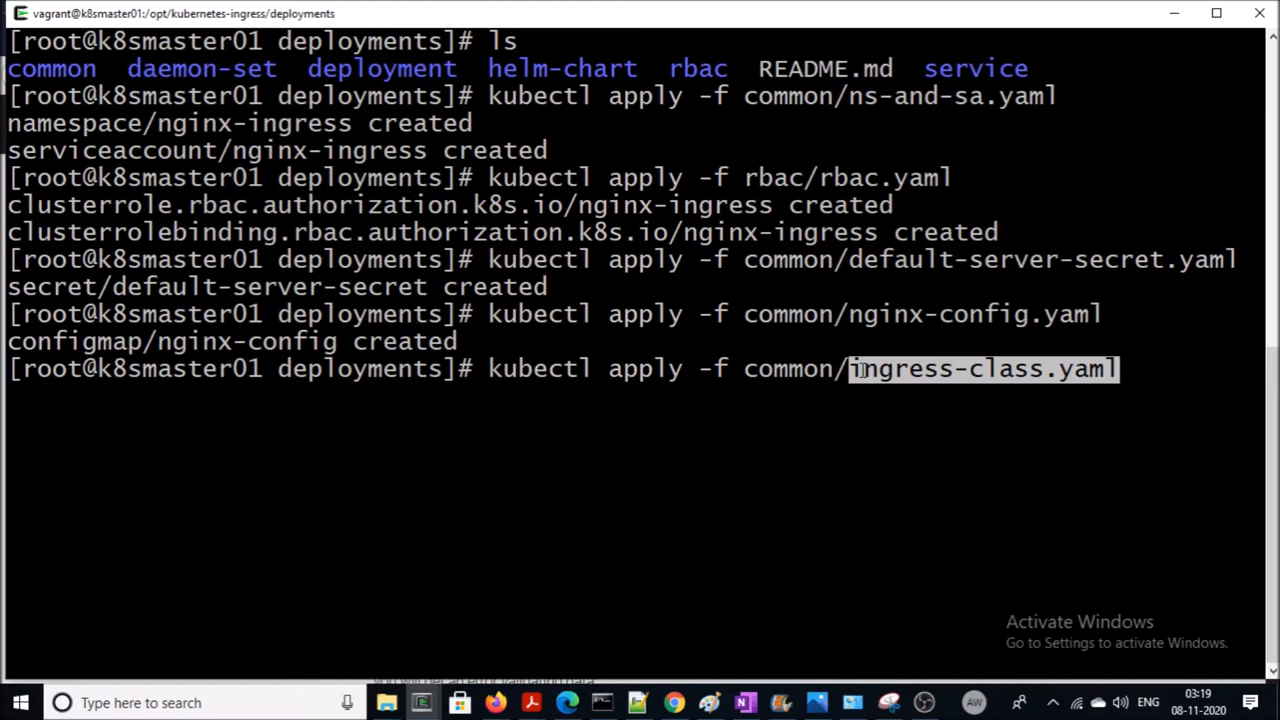 vagrant@k8smaster01:/opt/kubernetes-ingress/deployments
[root@k8smaster01 deployments]# ls
common  daemon-set  deployment  helm-chart  rbac  README.md  service
[root@k8smaster01 deployments]# kubectl apply -f common/ns-and-sa.yaml
namespace/nginx-ingress created
serviceaccount/nginx-ingress created
[root@k8smaster01 deployments]# kubectl apply -f rbac/rbac.yaml
clusterrole.rbac.authorization.k8s.io/nginx-ingress created
clusterrolebinding.rbac.authorization.k8s.io/nginx-ingress created
[root@k8smaster01 deployments]# kubectl apply -f common/default-server-secret.yaml
secret/default-server-secret created
[root@k8smaster01 deployments]# kubectl apply -f common/nginx-config.yaml
configmap/nginx-config created
[root@k8smaster01 deployments]# kubectl apply -f common/ingress-class.yaml
Activate Windows
Go to Settings to activate Windows.
Type here to search
AW
ENG
03:19
08-11-2020